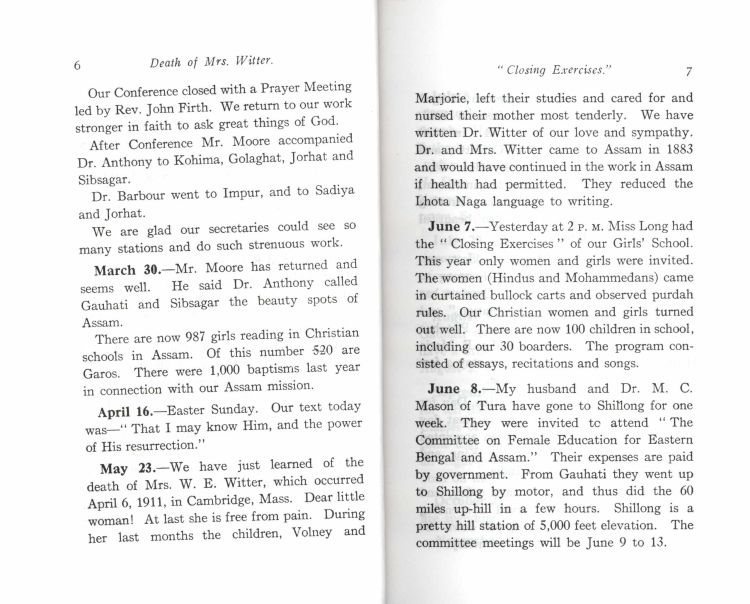 6
Death of Mrs. Witter.
Our Conference closed with a Prayer Meeting
led by Rev. John Firth. We return to our work
stronger in faith to ask great things of God.
After Conference Mr. Moore accompanied
Dr. Anthony to Kohima, Golaghat, Jorhat and
Sibsagar.
Dr. Barbour went to Impur, and to Sadiya
and Jorhat.
We are glad our secretaries could see so
many stations and do such strenuous work.
March 30.—Mr. Moore has returned and
seems well. He said Dr. Anthony called
Gauhati and Sibsagar the beauty spots of
Assam.
There are now 987 girls reading in Christian
schools in Assam. Of this number 520 are
Garos. There were 1,000 baptisms last year
in connection with our Assam mission.
April 16.—Easter Sunday. Our text today
was—“ That I may know Him, and the power
of His resurrection.”
May 23.—We have just learned of the
death of Mrs. W. E. Witter, which occurred
April 6, 1911, in Cambridge, Mass. Dear little
woman! At last she is free from pain. During
her last months the children, Volney and
“ Closing Exercises.”
7
Marjorie, left their studies and cared for and
nursed their mother most tenderly. We have
written Dr. Witter of our love and sympathy.
Dr. and Mrs. Witter came to Assam in 1883
and would have continued in the work in Assam
if health had permitted. They reduced the
Lhota Naga language to writing.
June 7.—Yesterday at 2 P. M. Miss Long had
the “ Closing Exercises ” of our Girls’ School.
This year only women and girls were invited.
The women (Hindus and Mohammedans) came
in curtained bullock carts and observed purdah
rules. Our Christian women and girls turned
out well. There are now 100 children in school,
including our 30 boarders. The program con-
sisted of essays, recitations and songs.
June 8.—My husband and Dr. M. C.
Mason of Tura have gone to Shillong for one
week. They were invited to attend “ The
Committee on Female Education for Eastern
Bengal and Assam.” Their expenses are paid
by government. From Gauhati they went up
to Shillong by motor, and thus did the 60
miles up-hill in a few hours. Shillong is a
pretty hill station of 5,000 feet elevation. The
committee meetings will be June 9 to 13.